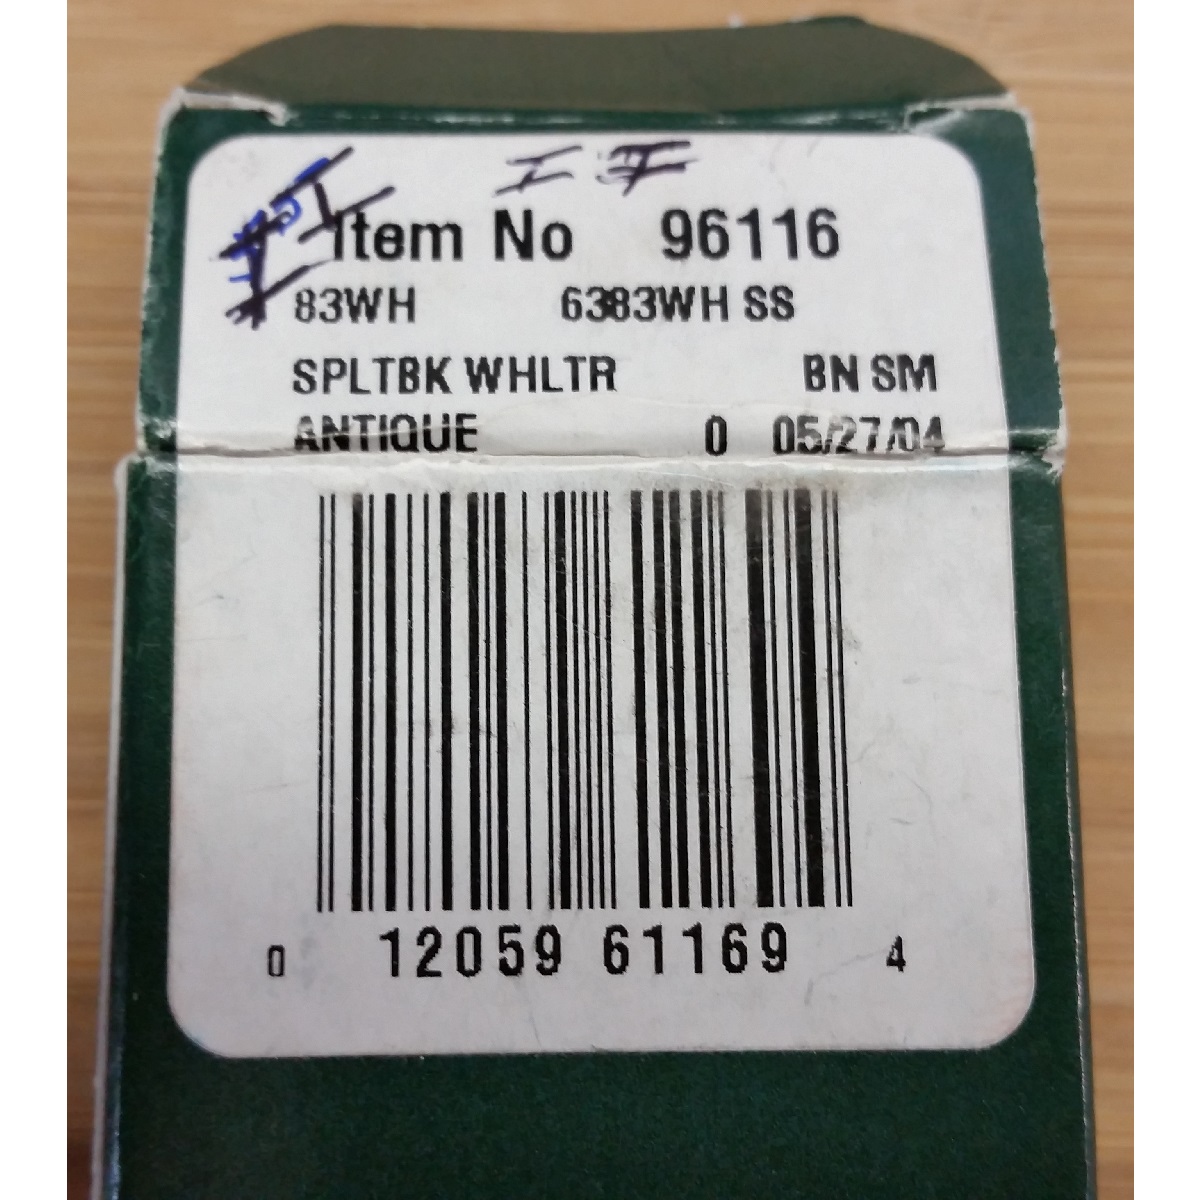 Item No 96116
83WH 6383WH SS
SPLTBK WHLTR BN SM
ANTIQUE 0 05/27/04
0 12059 61169 4